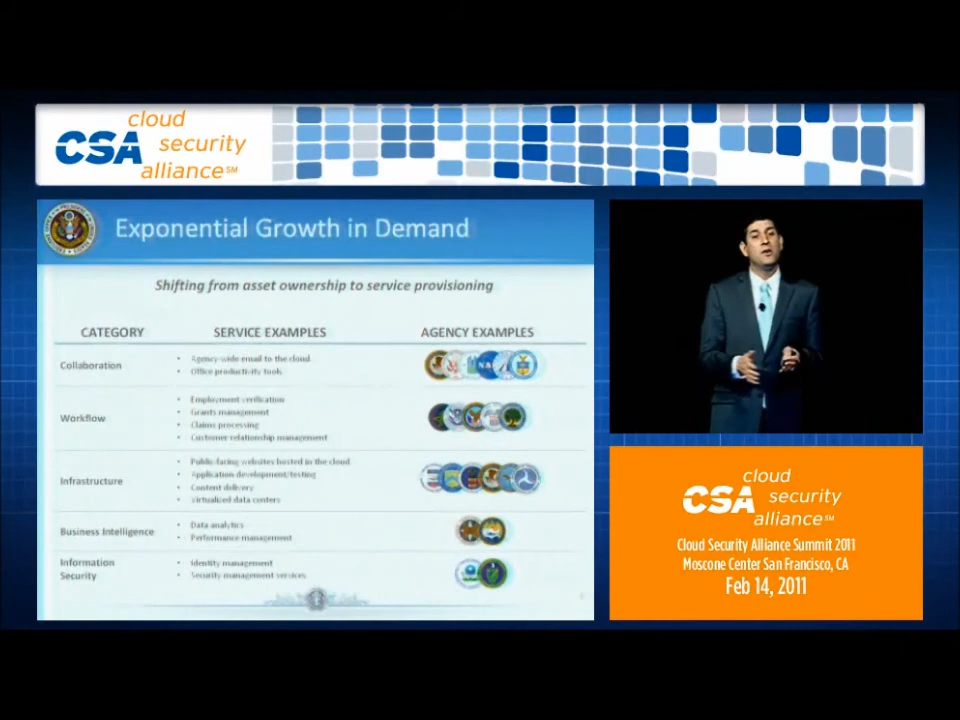 cloud
CSA security
alliance℠
Exponential Growth in Demand
Shifting from asset ownership to service provisioning
CATEGORY SERVICE EXAMPLES AGENCY EXAMPLES
Collaboration
• Agency-wide email to the cloud
• Office productivity tools
Workflow
• Employment verification
• Grants management
• Claims processing
• Customer relationship management
Infrastructure
• Public-facing websites hosted in the cloud
• Application development/testing
• Content delivery
• Virtualized data centers
Business Intelligence
• Data analytics
• Performance management
Information
Security
• Identity management
• Security management services
cloud
CSA security
alliance℠
Cloud Security Alliance Summit 2011
Moscone Center San Francisco, CA
Feb 14, 2011